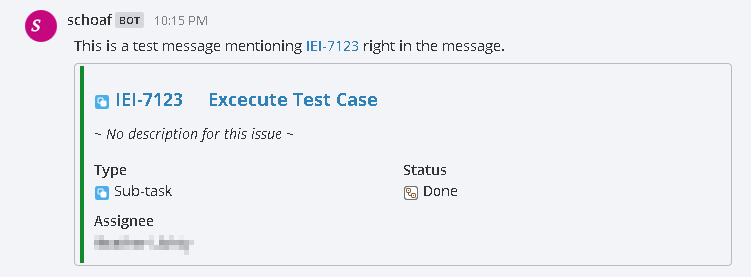 S
schoaf BOT 10:15 PM
This is a test message mentioning IEI-7123 right in the message.
IEI-7123 Excecute Test Case
~ No description for this issue ~
Type Status
Sub-task Done
Assignee